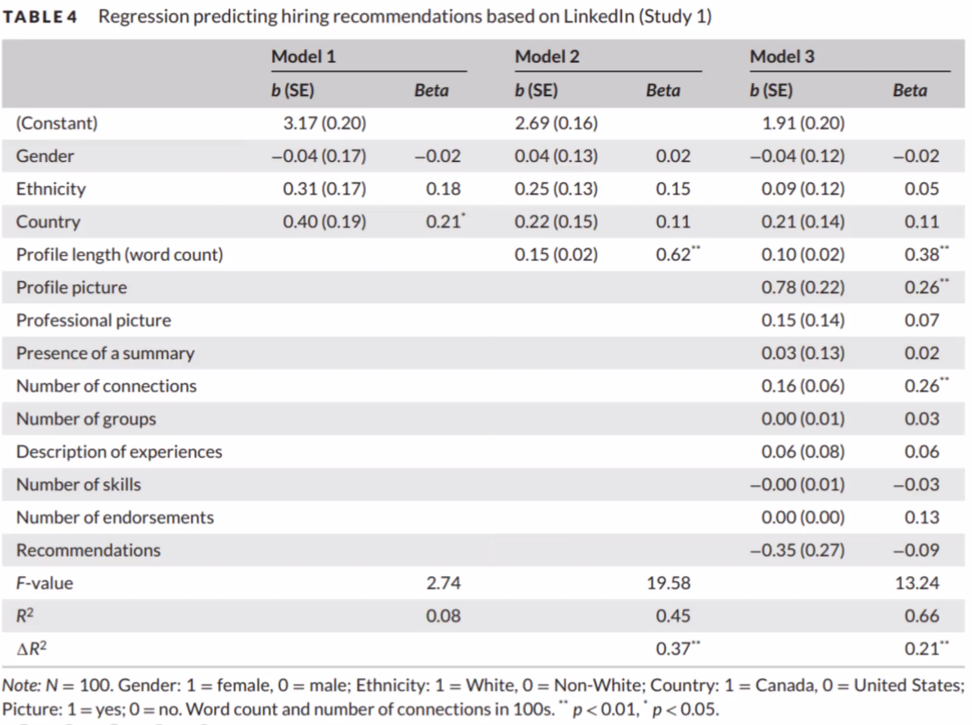 TABLE 4 Regression predicting hiring recommendations based on LinkedIn (Study 1)
Model 1 Model 2 Model 3
b (SE) Beta b (SE) Beta b (SE) Beta
(Constant) 3.17 (0.20) 2.69 (0.16) 1.91 (0.20)
Gender −0.04 (0.17) −0.02 0.04 (0.13) 0.02 −0.04 (0.12) −0.02
Ethnicity 0.31 (0.17) 0.18 0.25 (0.13) 0.15 0.09 (0.12) 0.05
Country 0.40 (0.19) 0.21* 0.22 (0.15) 0.11 0.21 (0.14) 0.11
Profile length (word count) 0.15 (0.02) 0.62** 0.10 (0.02) 0.38**
Profile picture 0.78 (0.22) 0.26**
Professional picture 0.15 (0.14) 0.07
Presence of a summary 0.03 (0.13) 0.02
Number of connections 0.16 (0.06) 0.26**
Number of groups 0.00 (0.01) 0.03
Description of experiences 0.06 (0.08) 0.06
Number of skills −0.00 (0.01) −0.03
Number of endorsements 0.00 (0.00) 0.13
Recommendations −0.35 (0.27) −0.09
F-value 2.74 19.58 13.24
R² 0.08 0.45 0.66
ΔR² 0.37** 0.21**
Note: N = 100. Gender: 1 = female, 0 = male; Ethnicity: 1 = White, 0 = Non-White; Country: 1 = Canada, 0 = United States;
Picture: 1 = yes; 0 = no. Word count and number of connections in 100s. ** p < 0.01, * p < 0.05.